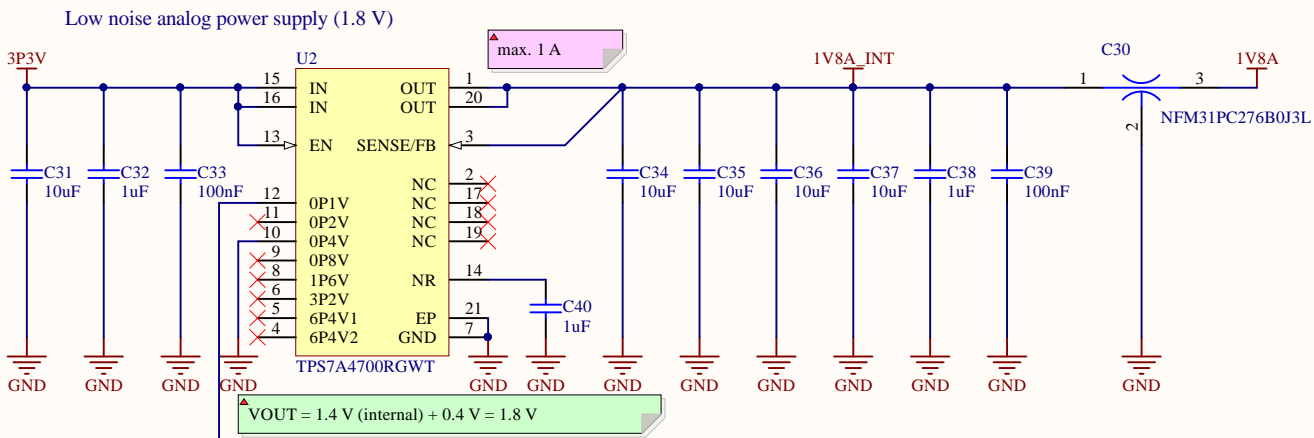 Low noise analog power supply (1.8 V)
max. 1 A
3P3V
U2
1V8A_INT
C30
1V8A
15 IN OUT 1
16 IN OUT 20
1 3
NFM31PC276B0J3L
2
13 EN SENSE/FB 3
C31 10uF
C32 1uF
C33 100nF
C34 10uF
C35 10uF
C36 10uF
C37 10uF
C38 1uF
C39 100nF
NC 2
12 0P1V NC 17
11 0P2V NC 18
10 0P4V NC 19
9 0P8V
8 1P6V NR 14
6 3P2V
5 6P4V1 EP 21
4 6P4V2 GND 7
C40 1uF
TPS7A4700RGWT
GND GND GND GND GND GND GND GND GND GND GND GND GND
VOUT = 1.4 V (internal) + 0.4 V = 1.8 V